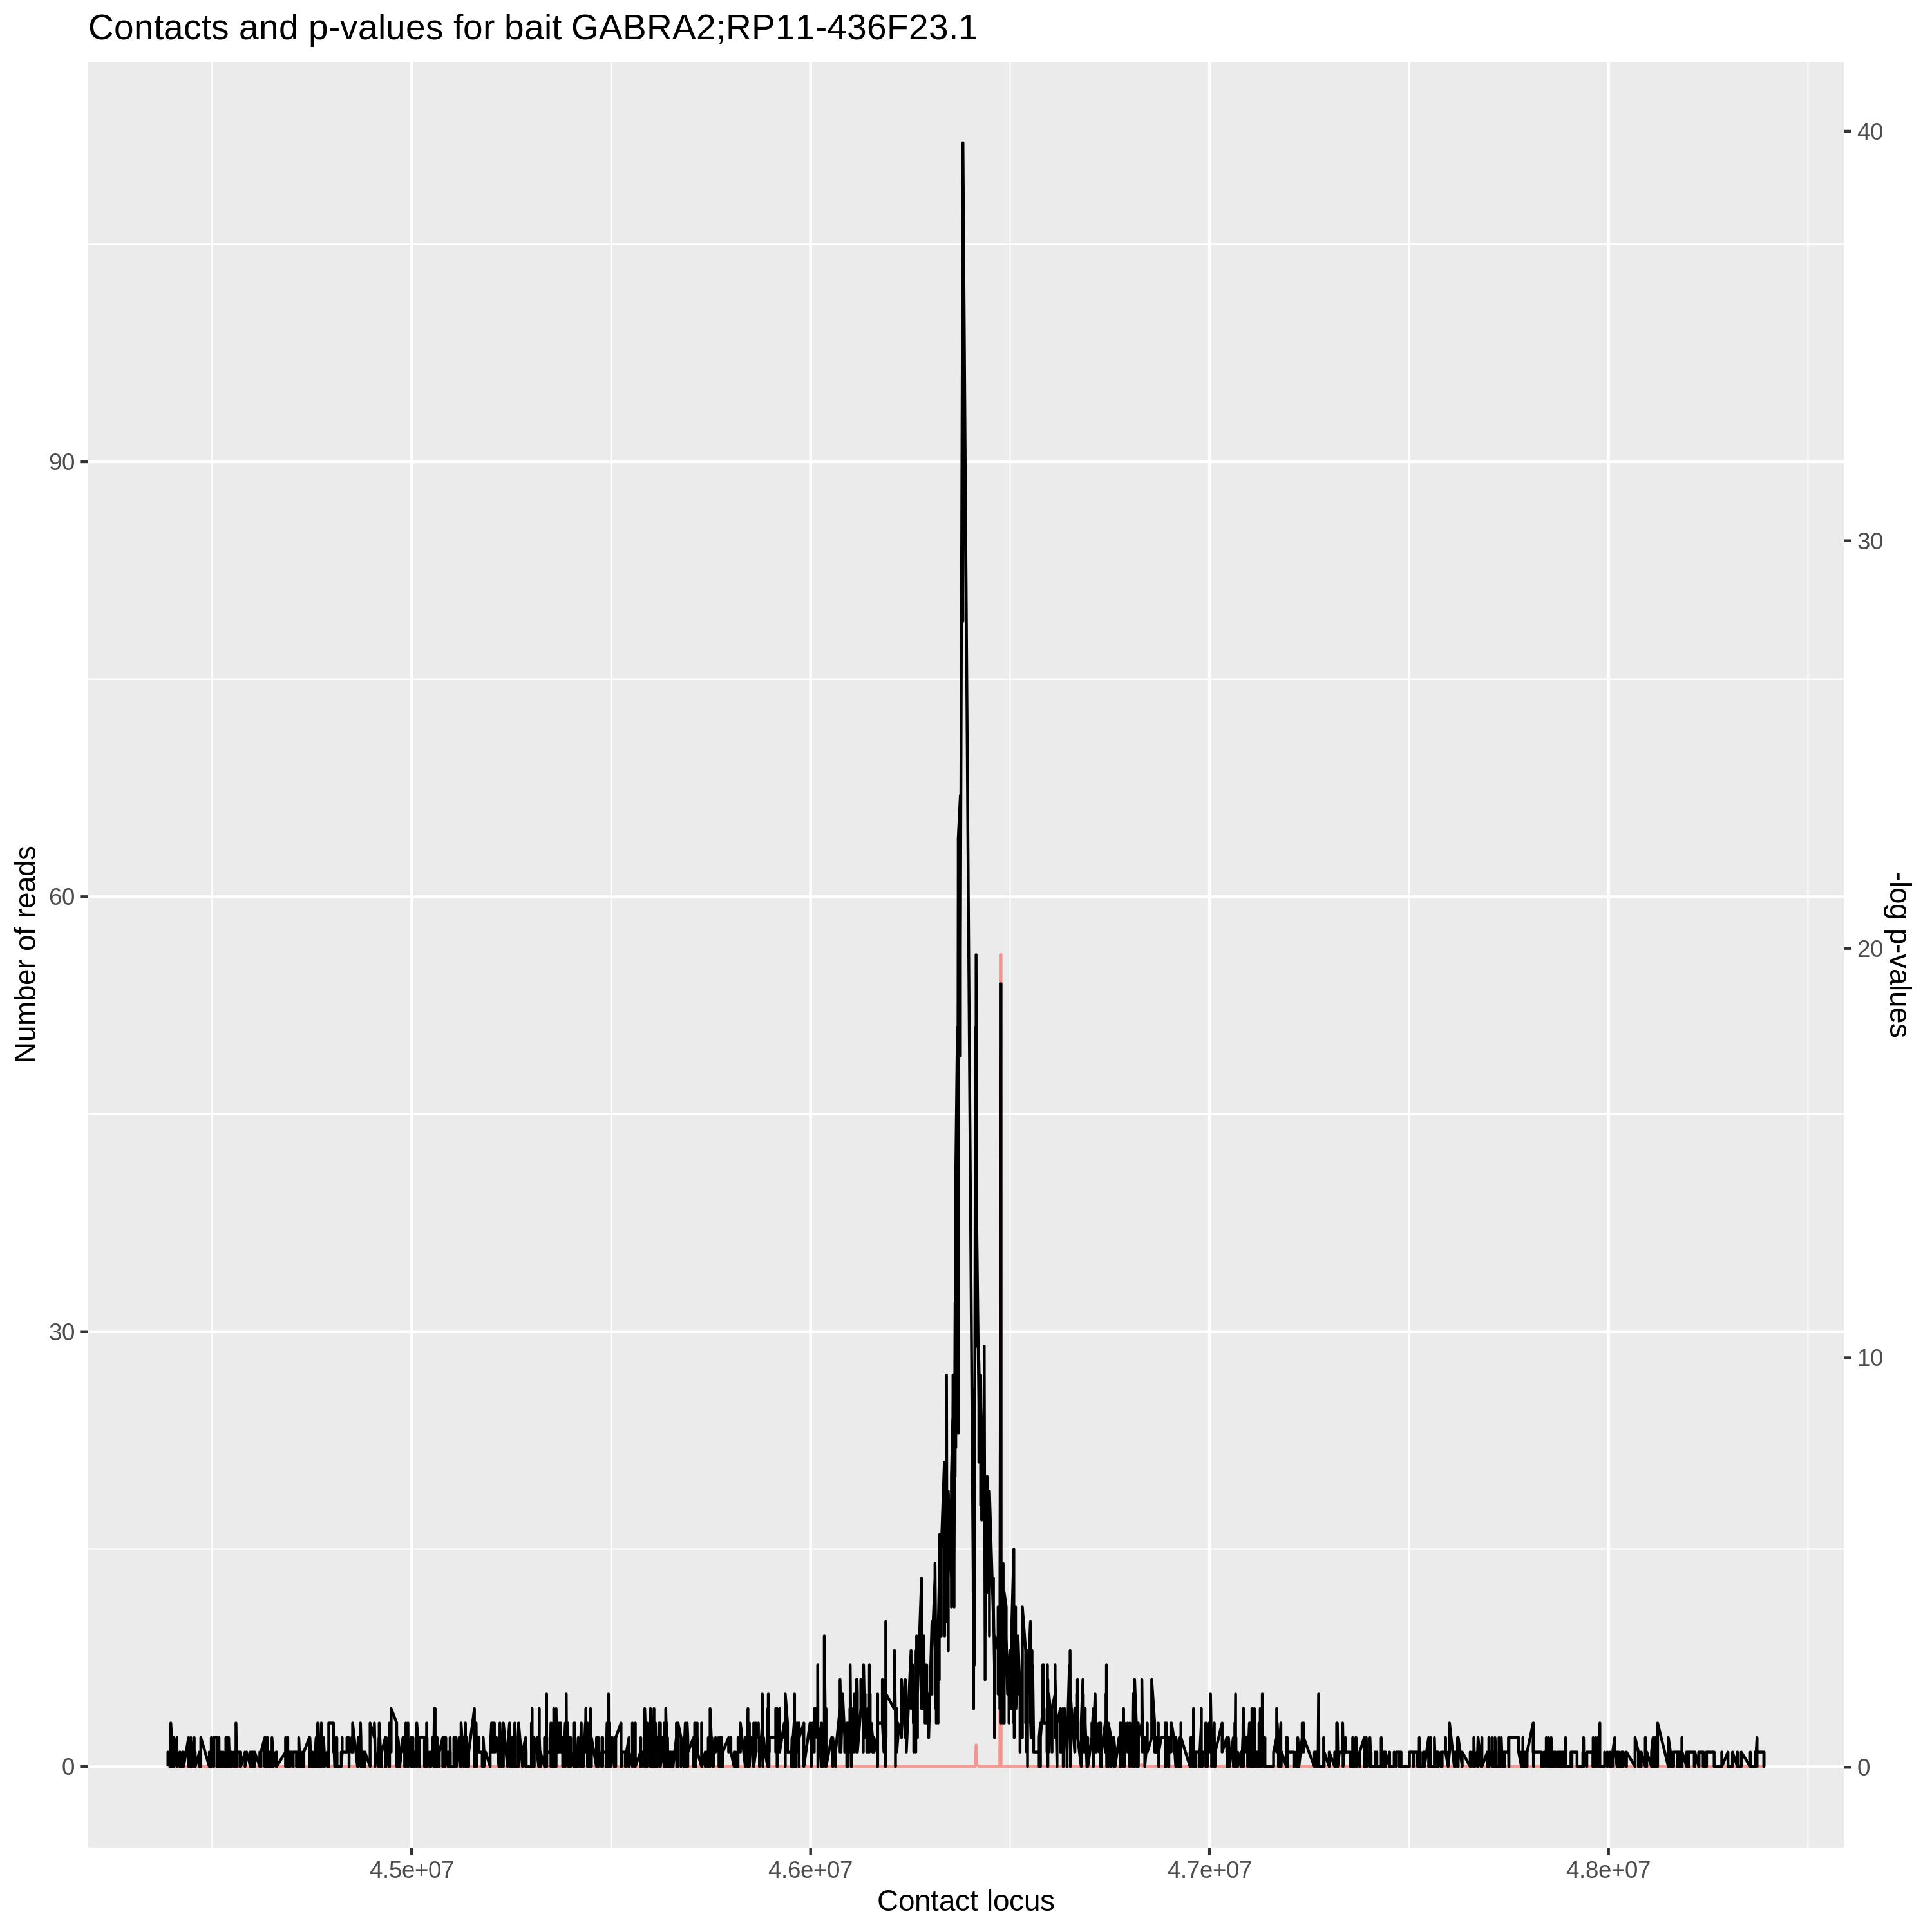 Contacts and p-values for bait GABRA2;RP11-436F23.1
40
90
30
Number of reads
60
20
-log p-values
30
10
0
0
4.5e+07
4.6e+07
4.7e+07
4.8e+07
Contact locus